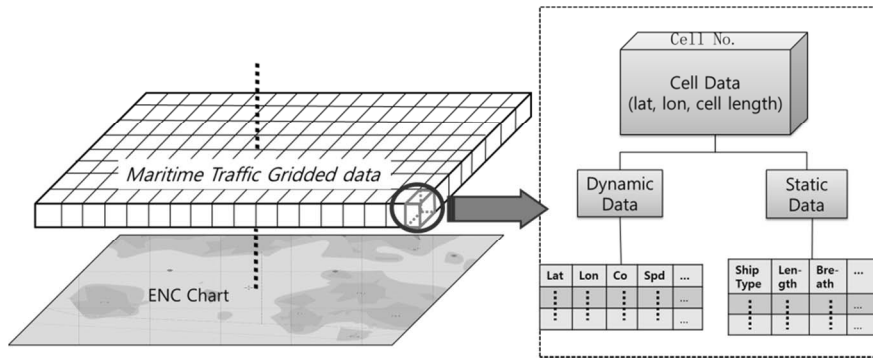 Maritime Traffic Gridded data
ENC Chart
Cell No.
Cell Data
(lat, lon, cell length)
Dynamic
Data
Static
Data
Lat Lon Co Spd ...
...
...
Ship
Type
Len-
gth
Bre-
ath
...
...
...